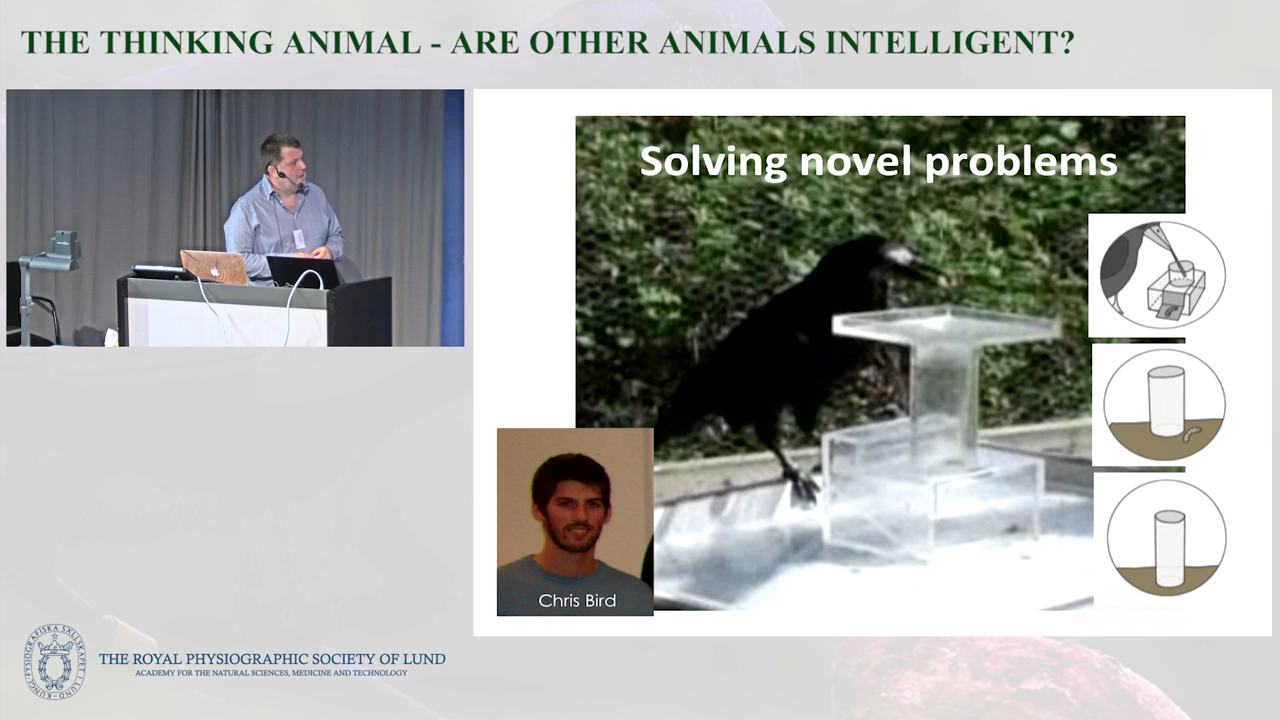 THE THINKING ANIMAL - ARE OTHER ANIMALS INTELLIGENT?
Solving novel problems
Chris Bird
THE ROYAL PHYSIOGRAPHIC SOCIETY OF LUND
ACADEMY FOR THE NATURAL SCIENCES, MEDICINE AND TECHNOLOGY